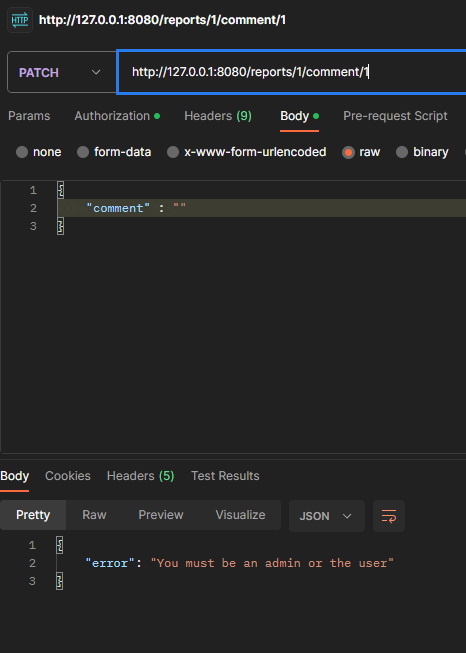 HTTP http://127.0.0.1:8080/reports/1/comment/1
PATCH http://127.0.0.1:8080/reports/1/comment/1
Params Authorization Headers (9) Body Pre-request Script
none form-data x-www-form-urlencoded raw binary
1 {
2 "comment" : ""
3 }
Body Cookies Headers (5) Test Results
Pretty Raw Preview Visualize JSON
1 {
2 "error": "You must be an admin or the user"
3 }